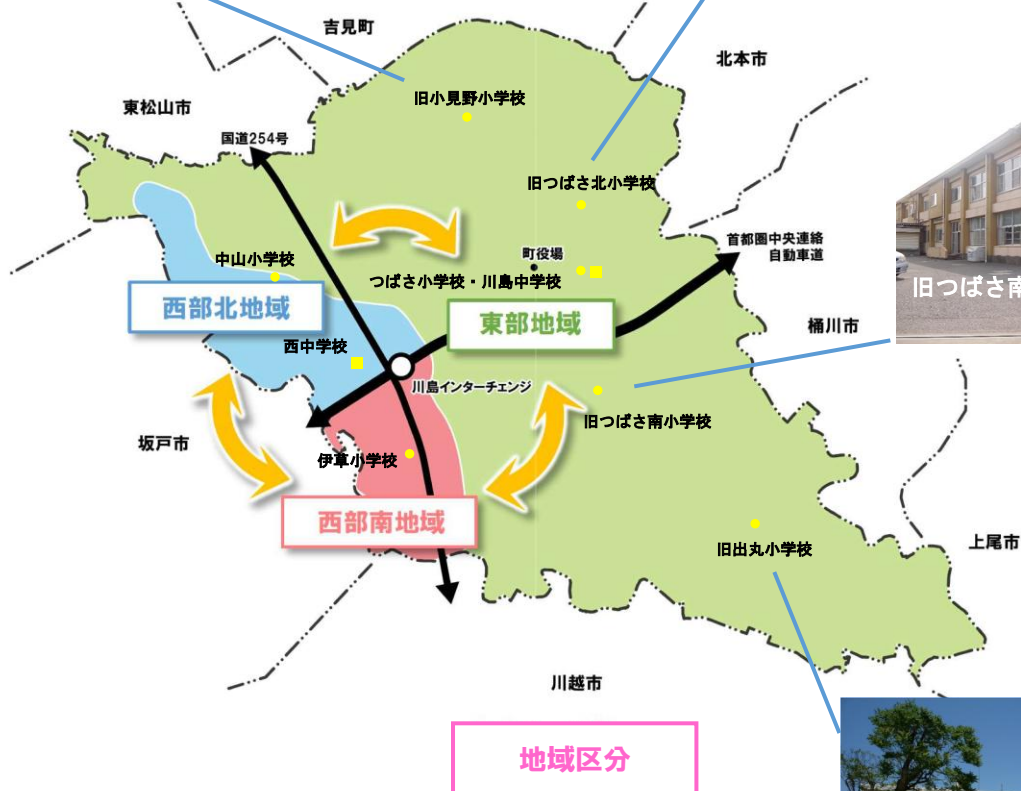 吉見町
北本市
東松山市
旧小見野小学校
国道254号
旧つばさ北小学校
首都圏中央連絡
自動車道
町役場
中山小学校
つばさ小学校・川島中学校
旧つばさ南
西部北地域
東部地域
桶川市
西中学校
川島インターチェンジ
旧つばさ南小学校
坂戸市
伊草小学校
西部南地域
旧出丸小学校
上尾市
川越市
地域区分